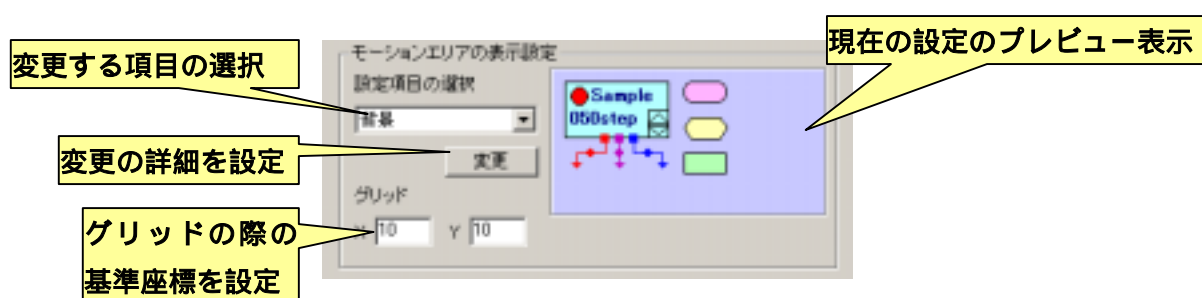 現在の設定のプレビュー表示
モーションエリアの表示設定
変更する項目の選択
設定項目の選択
背景
Sample
050step
変更の詳細を設定
変更
グリッド
グリッドの際の
基準座標を設定
X 10 Y 10